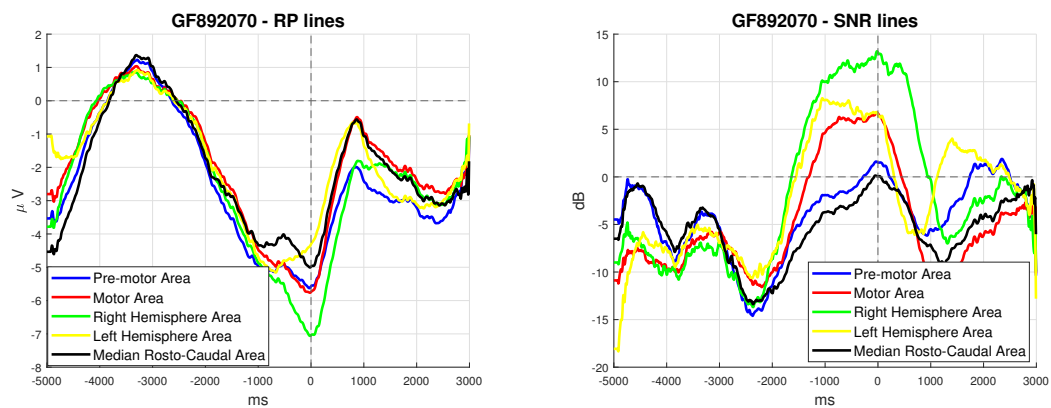 GF892070 - RP lines
2
1
0
-1
-2
-3
-4
-5
-6
-7
-8
μ V
Pre-motor Area
Motor Area
Right Hemisphere Area
Left Hemisphere Area
Median Rosto-Caudal Area
-5000 -4000 -3000 -2000 -1000 0 1000 2000 3000
ms
GF892070 - SNR lines
15
10
5
0
-5
-10
-15
-20
dB
Pre-motor Area
Motor Area
Right Hemisphere Area
Left Hemisphere Area
Median Rosto-Caudal Area
-5000 -4000 -3000 -2000 -1000 0 1000 2000 3000
ms